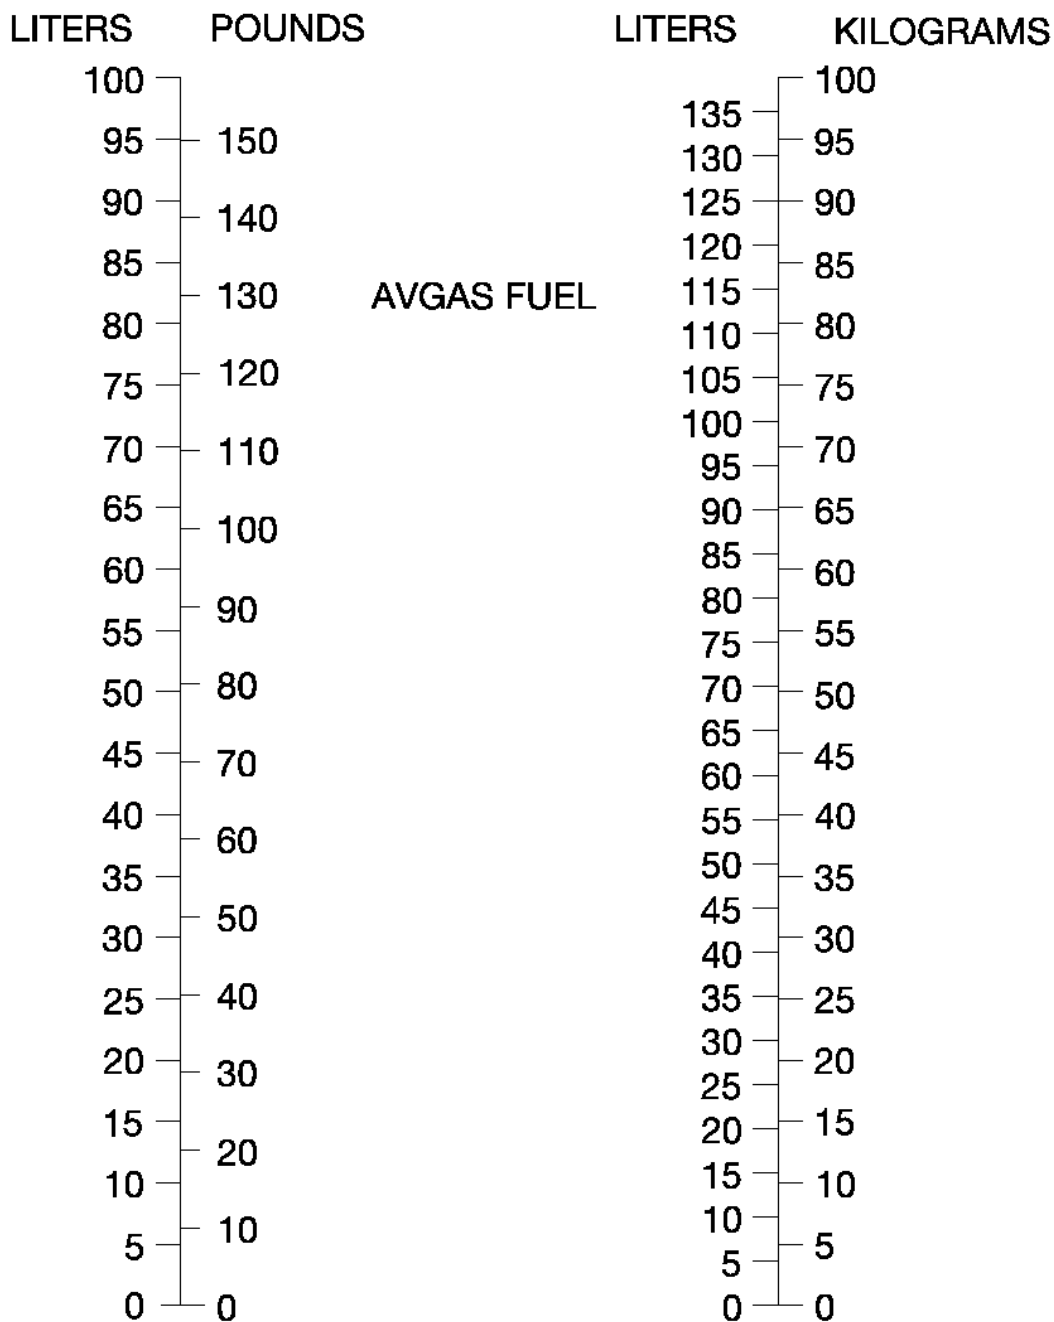 LITERS POUNDS LITERS KILOGRAMS
100 100
135
95 150 130 95
90 140 125 90
120
85 115 85
130 AVGAS FUEL
80 110 80
120 105
75 75
100
70 110 95 70
65 100 90 65
85
60 60
90 80
55 75 55
50 80 70 50
65
45 70 60 45
40 60 55 40
50
35 35
50 45
30 40 30
25 40 35 25
30
20 30 25 20
15 20 20 15
15
10 10
10 10
5 5 5
0 0 0 0